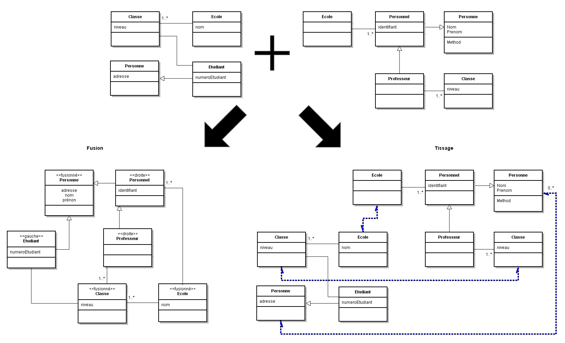 Classe
1..*
Ecole
niveau
nom
Personne
adresse
Etudiant
numeroEtudiant
Ecole
Personnel
Personne
identifiant
1..*
Nom
Prenom
Method
Professeur
Classe
niveau
1..*
Fusion
Tissage
<<fusionné>>
Personne
adresse
nom
prénon
<<droite>>
Personnel
identifiant
1..*
<<gauche>>
Etudiant
numeroEtudiant
<<droite>>
Professeur
1..*
<<fusionné>>
Classe
niveau
1..*
<<fusionné>>
Ecole
nom
Ecole
Personnel
Personne
identifiant
1..*
Nom
Prenom
Method
0..*
Classe
1..*
Ecole
niveau
nom
Professeur
Classe
niveau
1..*
Personne
adresse
Etudiant
numeroEtudiant